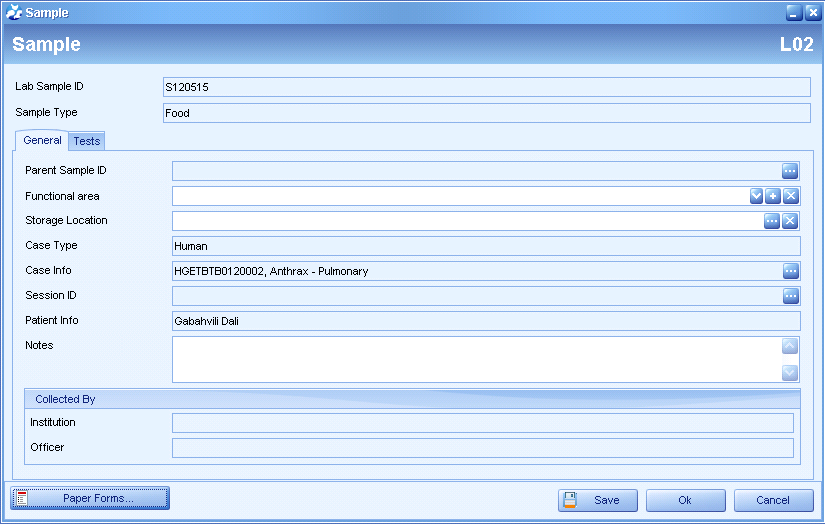 Sample
Sample L02
Lab Sample ID S120515
Sample Type Food
General Tests
Parent Sample ID
Functional area
Storage Location
Case Type Human
Case Info HGETBTB0120002, Anthrax - Pulmonary
Session ID
Patient Info Gabahvili Dali
Notes
Collected By
Institution
Officer
Paper Forms... Save Ok Cancel